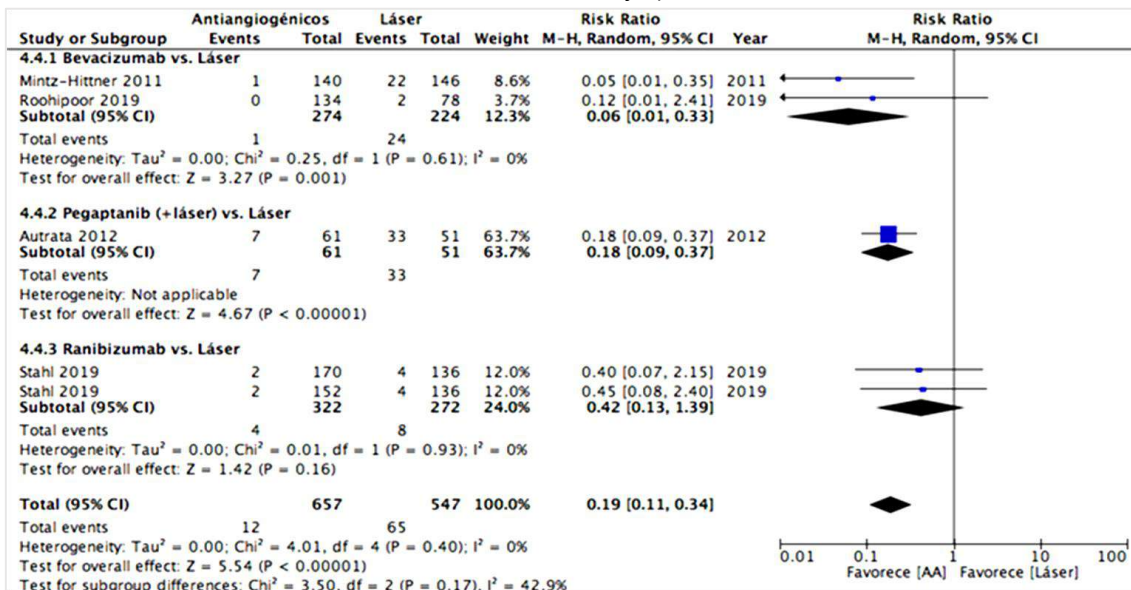 Antiangiogénicos Láser Risk Ratio Risk Ratio
Study or Subgroup Events Total Events Total Weight M-H, Random, 95% CI Year M-H, Random, 95% CI
4.4.1 Bevacizumab vs. Láser
Mintz-Hittner 2011 1 140 22 146 8.6% 0.05 [0.01, 0.35] 2011
Roohipoor 2019 0 134 2 78 3.7% 0.12 [0.01, 2.41] 2019
Subtotal (95% CI) 274 224 12.3% 0.06 [0.01, 0.33]
Total events 1 24
Heterogeneity: Tau² = 0.00; Chi² = 0.25, df = 1 (P = 0.61); I² = 0%
Test for overall effect: Z = 3.27 (P = 0.001)
4.4.2 Pegaptanib (+láser) vs. Láser
Autrata 2012 7 61 33 51 63.7% 0.18 [0.09, 0.37] 2012
Subtotal (95% CI) 61 51 63.7% 0.18 [0.09, 0.37]
Total events 7 33
Heterogeneity: Not applicable
Test for overall effect: Z = 4.67 (P < 0.00001)
4.4.3 Ranibizumab vs. Láser
Stahl 2019 2 170 4 136 12.0% 0.40 [0.07, 2.15] 2019
Stahl 2019 2 152 4 136 12.0% 0.45 [0.08, 2.40] 2019
Subtotal (95% CI) 322 272 24.0% 0.42 [0.13, 1.39]
Total events 4 8
Heterogeneity: Tau² = 0.00; Chi² = 0.01, df = 1 (P = 0.93); I² = 0%
Test for overall effect: Z = 1.42 (P = 0.16)
Total (95% CI) 657 547 100.0% 0.19 [0.11, 0.34]
Total events 12 65
Heterogeneity: Tau² = 0.00; Chi² = 4.01, df = 4 (P = 0.40); I² = 0%
Test for overall effect: Z = 5.54 (P < 0.00001)
Test for subgroup differences: Chi² = 3.50, df = 2 (P = 0.17), I² = 42.9%
0.01 0.1 1 10 100
Favorece [AA] Favorece [Láser]